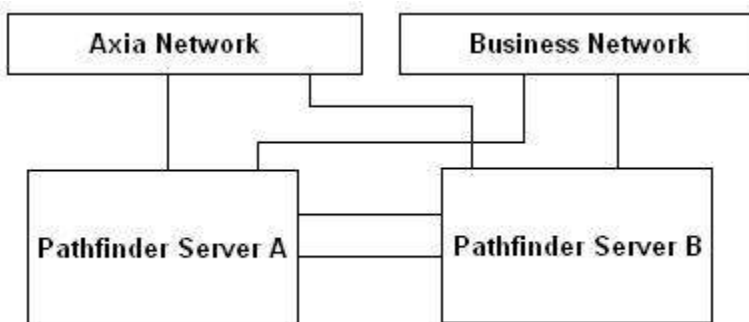 Axia Network
Business Network
Pathfinder Server A
Pathfinder Server B